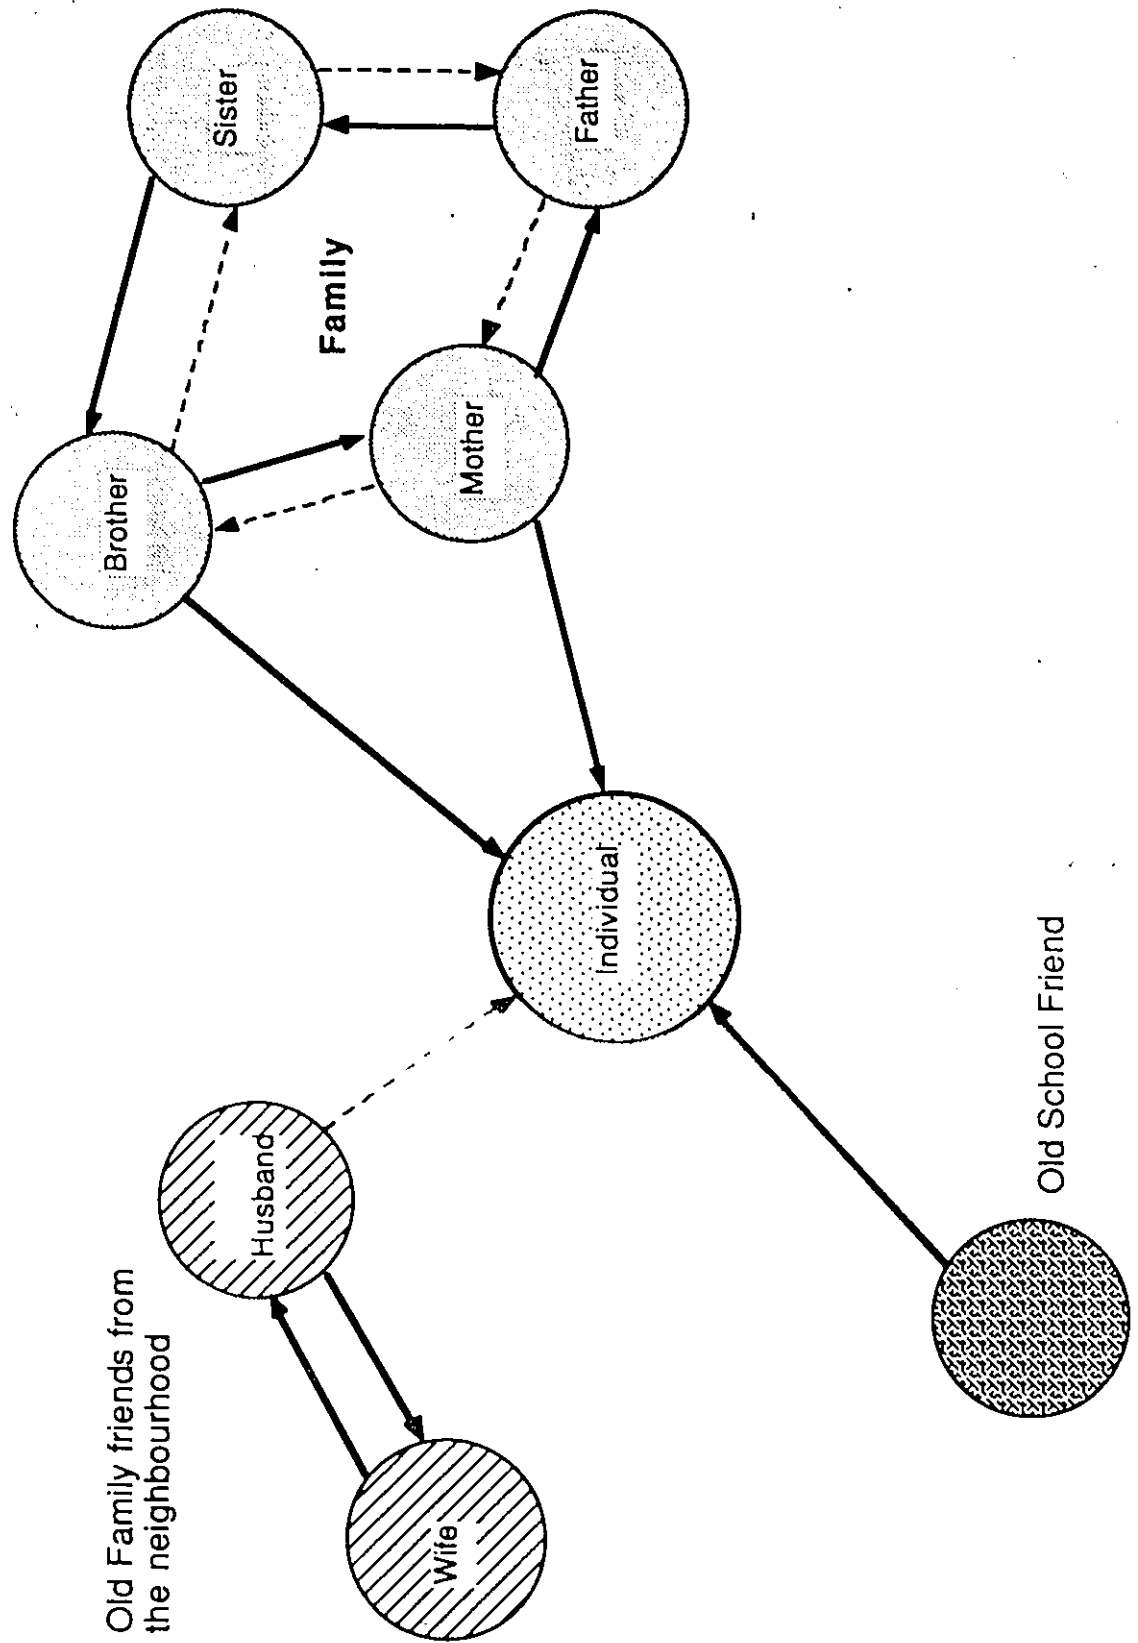 Old Family friends from
the neighbourhood
Wife
Husband
Individual
Old School Friend
Brother
Mother
Family
Sister
Father